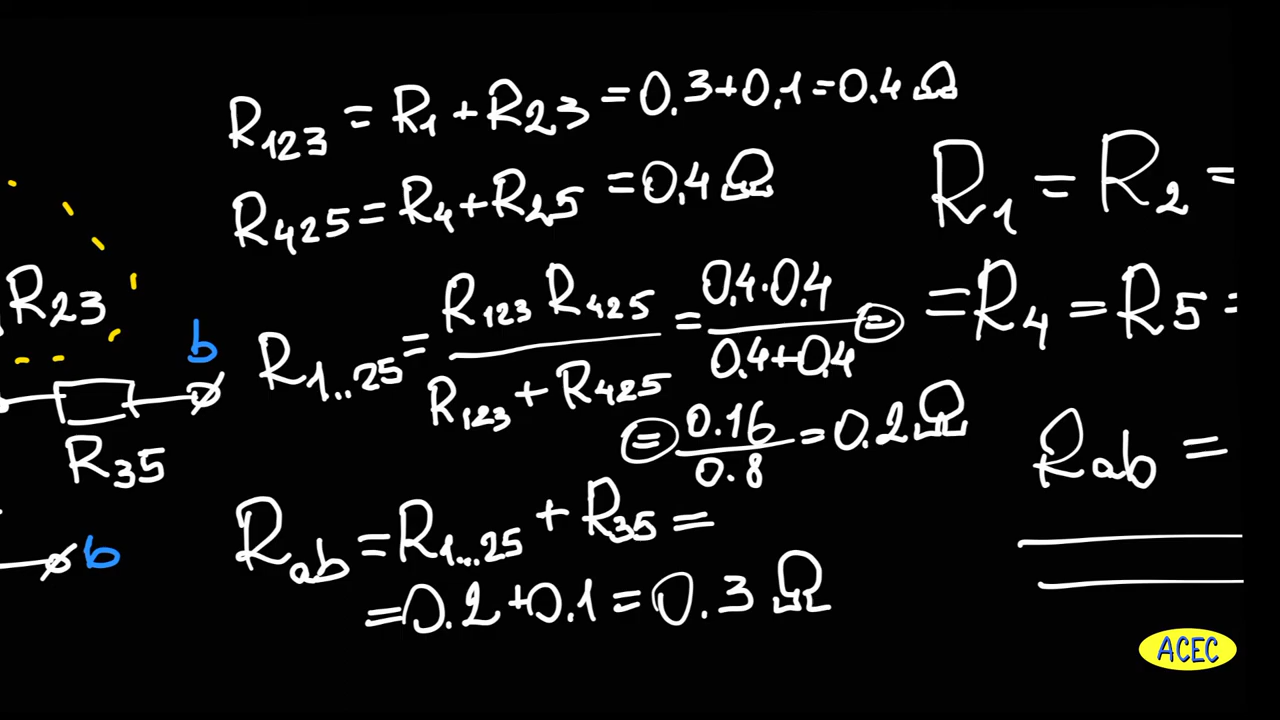 R123 = R1 + R23 = 0.3+0.1 = 0.4 Ω
R425 = R4 + R25 = 0.4 Ω
R1..25 = R123 R425 / R123 + R425 = 0.4·0.4 / 0.4+0.4 =
= 0.16 / 0.8 = 0.2 Ω
Rab = R1...25 + R35 =
= 0.2 + 0.1 = 0.3 Ω
R23
b
R35
b
R1 = R2 =
= R4 = R5 =
Rab =
ACEC